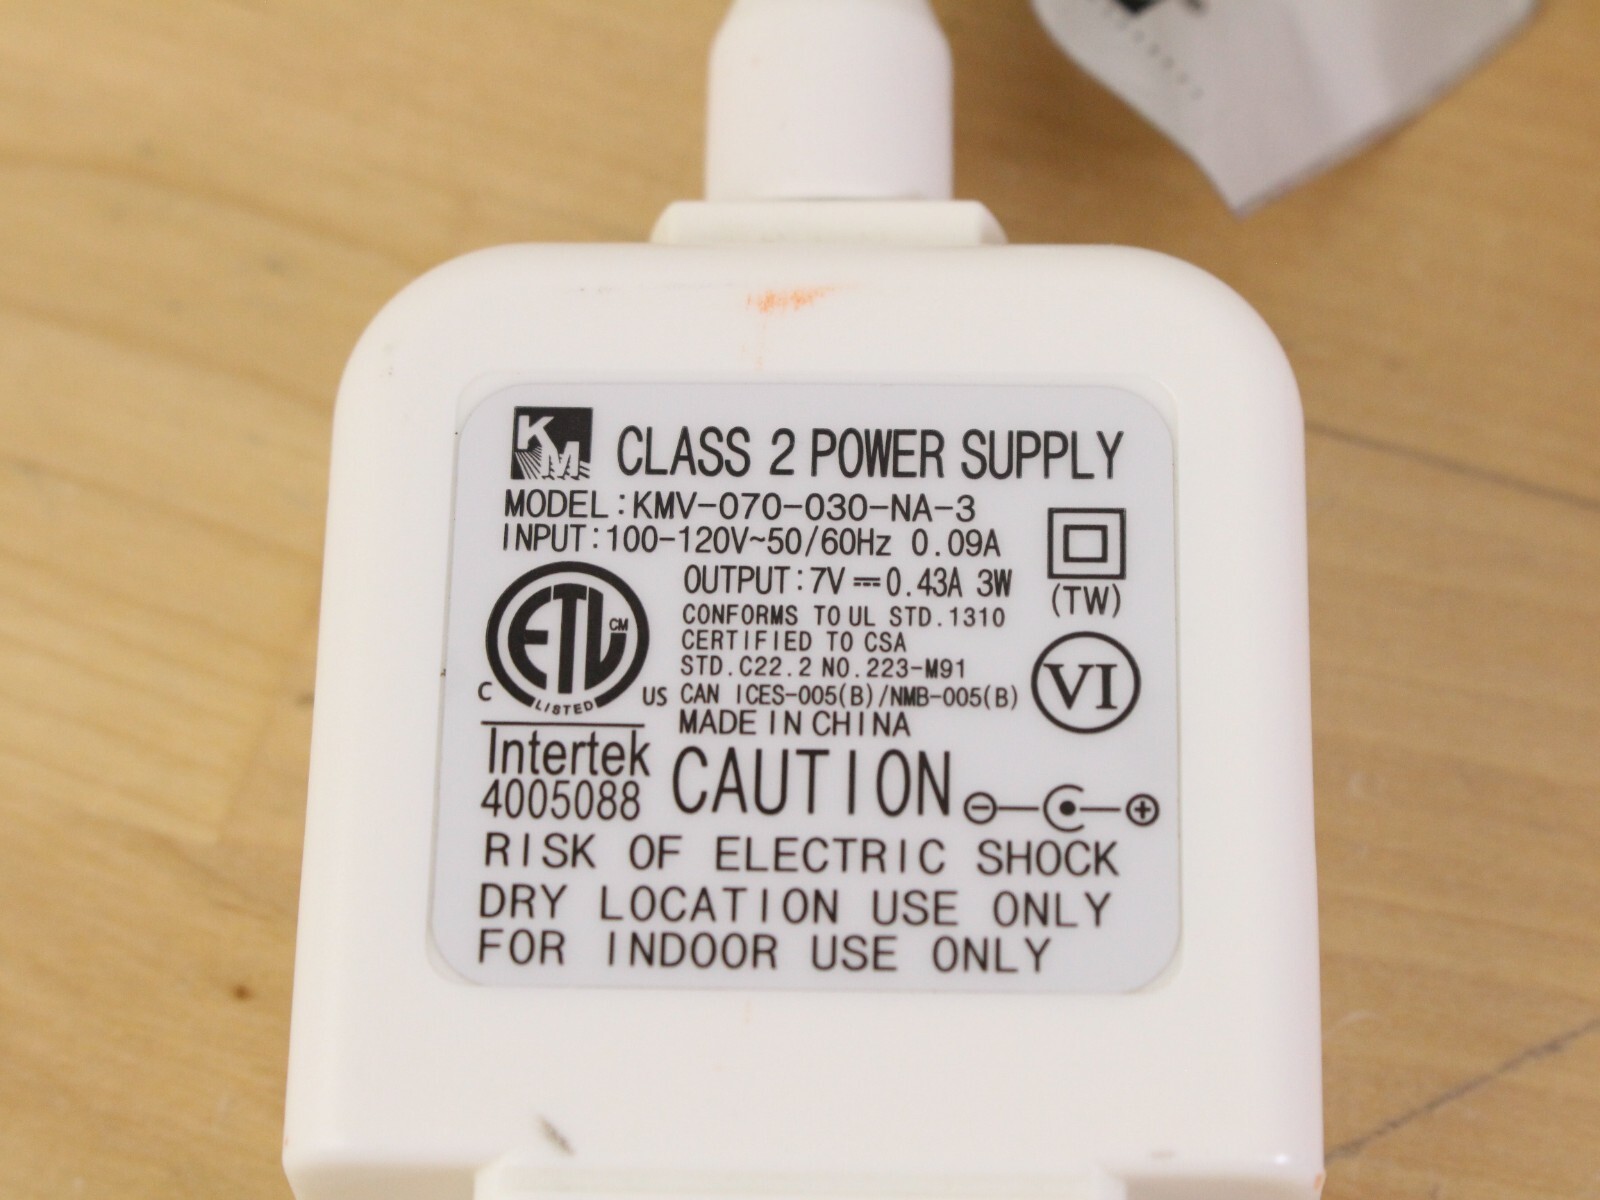 KM CLASS 2 POWER SUPPLY
MODEL:KMV-070-030-NA-3
INPUT:100-120V~50/60Hz 0.09A
OUTPUT:7V⎓0.43A 3W
(TW)
CONFORMS TO UL STD.1310
CERTIFIED TO CSA
STD.C22.2 NO.223-M91
CAN ICES-005(B)/NMB-005(B)
MADE IN CHINA
ETL CM
C LISTED US
Intertek
4005088
VI
CAUTION
RISK OF ELECTRIC SHOCK
DRY LOCATION USE ONLY
FOR INDOOR USE ONLY